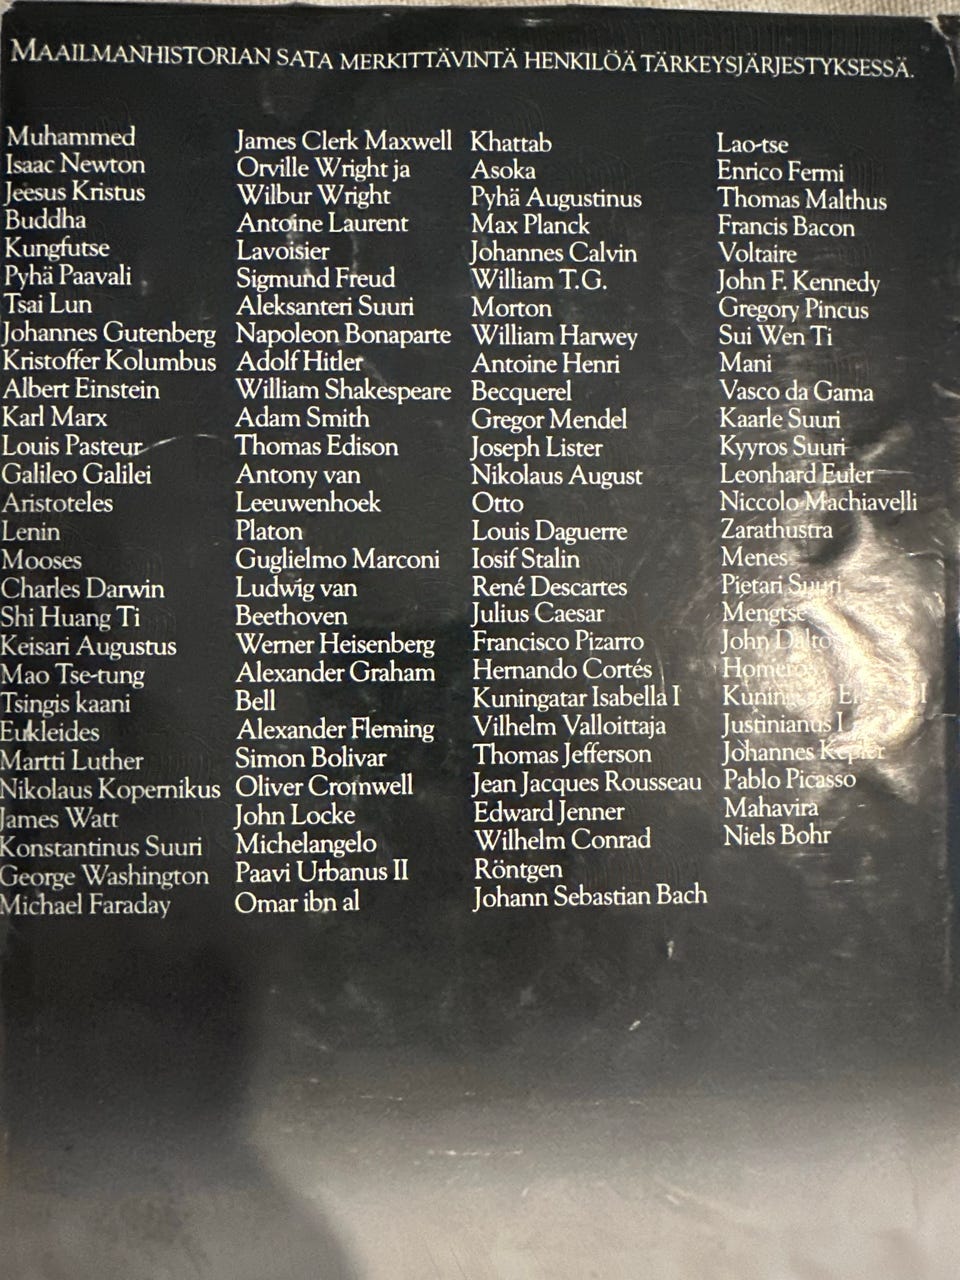 MAAILMANHISTORIAN SATA MERKITTÄVINTÄ HENKILÖÄ TÄRKEYSJÄRJESTYKSESSÄ.
Muhammed
Isaac Newton
Jeesus Kristus
Buddha
Kungfutse
Pyhä Paavali
Tsai Lun
Johannes Gutenberg
Kristoffer Kolumbus
Albert Einstein
Karl Marx
Louis Pasteur
Galileo Galilei
Aristoteles
Lenin
Mooses
Charles Darwin
Shi Huang Ti
Keisari Augustus
Mao Tse-tung
Tsingis kaani
Eukleides
Martti Luther
Nikolaus Kopernikus
James Watt
Konstantinus Suuri
George Washington
Michael Faraday
James Clerk Maxwell
Orville Wright ja
Wilbur Wright
Antoine Laurent
Lavoisier
Sigmund Freud
Aleksanteri Suuri
Napoleon Bonaparte
Adolf Hitler
William Shakespeare
Adam Smith
Thomas Edison
Antony van
Leeuwenhoek
Platon
Guglielmo Marconi
Ludwig van
Beethoven
Werner Heisenberg
Alexander Graham
Bell
Alexander Fleming
Simon Bolivar
Oliver Cromwell
John Locke
Michelangelo
Paavi Urbanus II
Omar ibn al
Khattab
Asoka
Pyhä Augustinus
Max Planck
Johannes Calvin
William T.G.
Morton
William Harvey
Antoine Henri
Becquerel
Gregor Mendel
Joseph Lister
Nikolaus August
Otto
Louis Daguerre
Iosif Stalin
René Descartes
Julius Caesar
Francisco Pizarro
Hernando Cortés
Kuningatar Isabella I
Vilhelm Valloittaja
Thomas Jefferson
Jean Jacques Rousseau
Edward Jenner
Wilhelm Conrad
Röntgen
Johann Sebastian Bach
Lao-tse
Enrico Fermi
Thomas Malthus
Francis Bacon
Voltaire
John F. Kennedy
Gregory Pincus
Sui Wen Ti
Mani
Vasco da Gama
Kaarle Suuri
Kyyros Suuri
Leonhard Euler
Niccolo Machiavelli
Zarathustra
Menes
Pietari Suuri
Mengtse
John Dalton
Homeros
Kuningatar I
Justinianus I
Johannes Kepler
Pablo Picasso
Mahavira
Niels Bohr